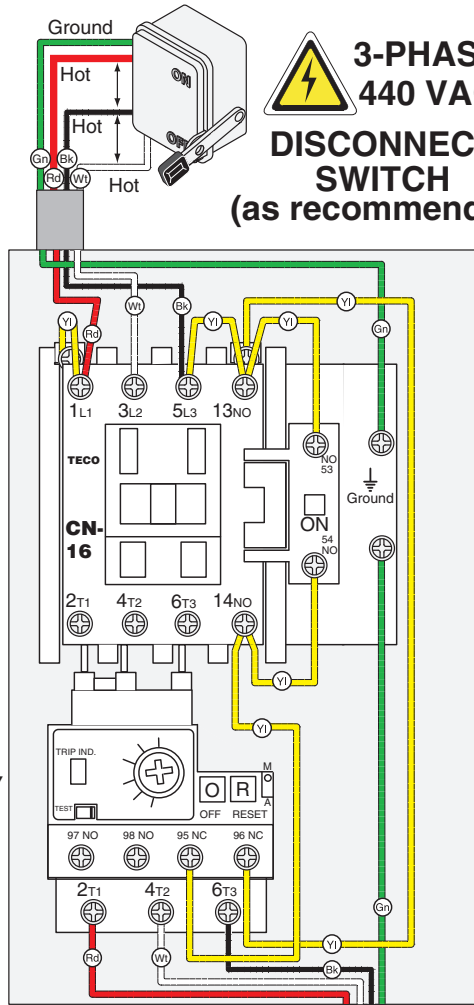 Ground
3-PHAS
440 VA
Hot
ON
Hot
OFF
DISCONNEC
SWITCH
(as recommend
Gn
Bk
Rd
Wt
Hot
Wt
Bk
Yl
Rd
Yl
Yl
Yl
Gn
1L1
3L2
5L3
13NO
TECO
NO
53
Ground
CN-
16
ON
54
NO
2T1
4T2
6T3
14NO
Yl
Yl
TRIP IND.
M
O
R
A
TEST
OFF
RESET
97 NO
98 NO
95 NC
96 NC
2T1
4T2
6T3
Gn
Yl
Rd
Wt
Bk